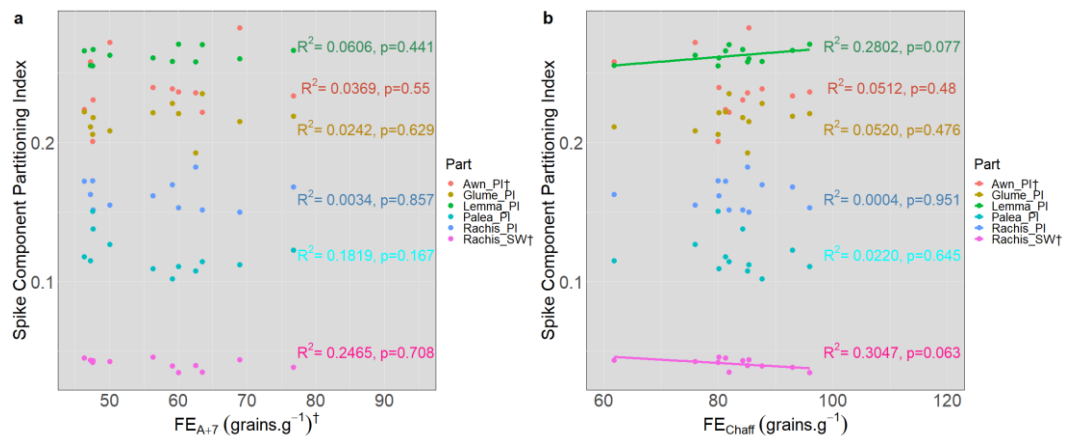 a
Spike Component Partitioning Index
0.2
0.1
R²= 0.0606, p=0.441
R²= 0.0369, p=0.55
R²= 0.0242, p=0.629
R²= 0.0034, p=0.857
R²= 0.1819, p=0.167
R²= 0.2465, p=0.708
50 60 70 80 90
FE_A+7 (grains.g⁻¹)†
Part
Awn_PI†
Glume_PI
Lemma_PI
Palea_PI
Rachis_PI
Rachis_SW†
b
Spike Component Partitioning Index
0.2
0.1
R²= 0.2802, p=0.077
R²= 0.0512, p=0.48
R²= 0.0520, p=0.476
R²= 0.0004, p=0.951
R²= 0.0220, p=0.645
R²= 0.3047, p=0.063
60 80 100 120
FE_Chaff (grains.g⁻¹)
Part
Awn_PI†
Glume_PI
Lemma_PI
Palea_PI
Rachis_PI
Rachis_SW†